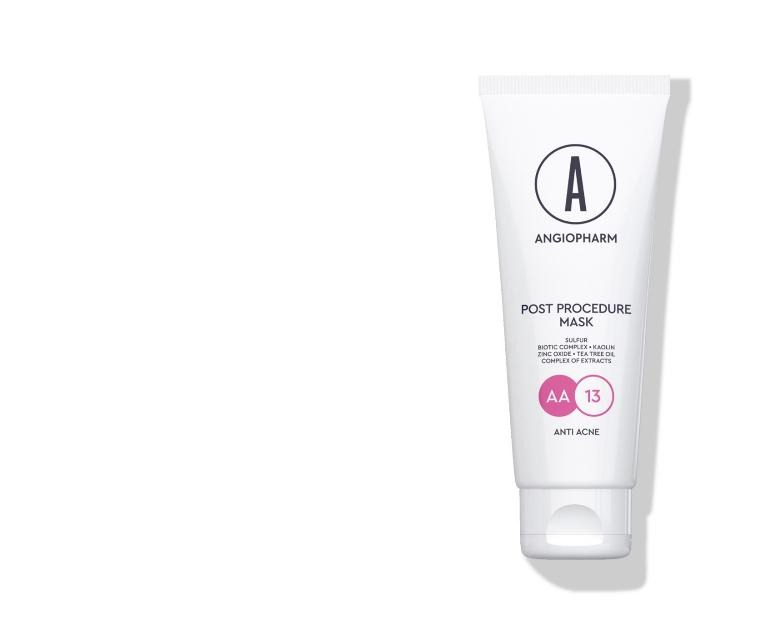 A
ANGIOPHARM
POST PROCEDURE
MASK
SULFUR
BIOTIC COMPLEX • KAOLIN
ZINC OXIDE • TEA TREE OIL
COMPLEX OF EXTRACTS
AA 13
ANTI ACNE